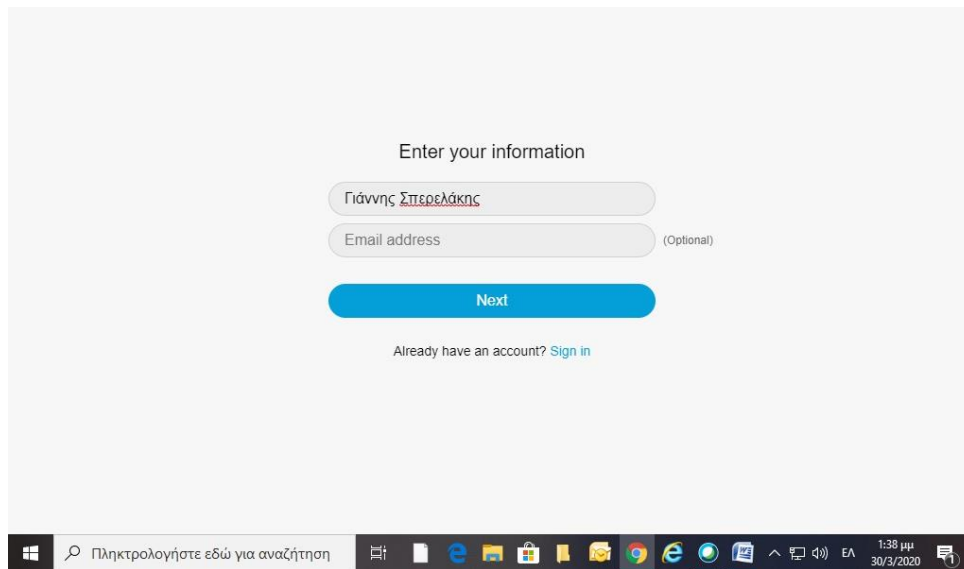 Enter your information
Γιάννης Σπερελάκης
Email address
(Optional)
Next
Already have an account? Sign in
Πληκτρολογήστε εδώ για αναζήτηση
ΕΛ
1:38 μμ
30/3/2020
1